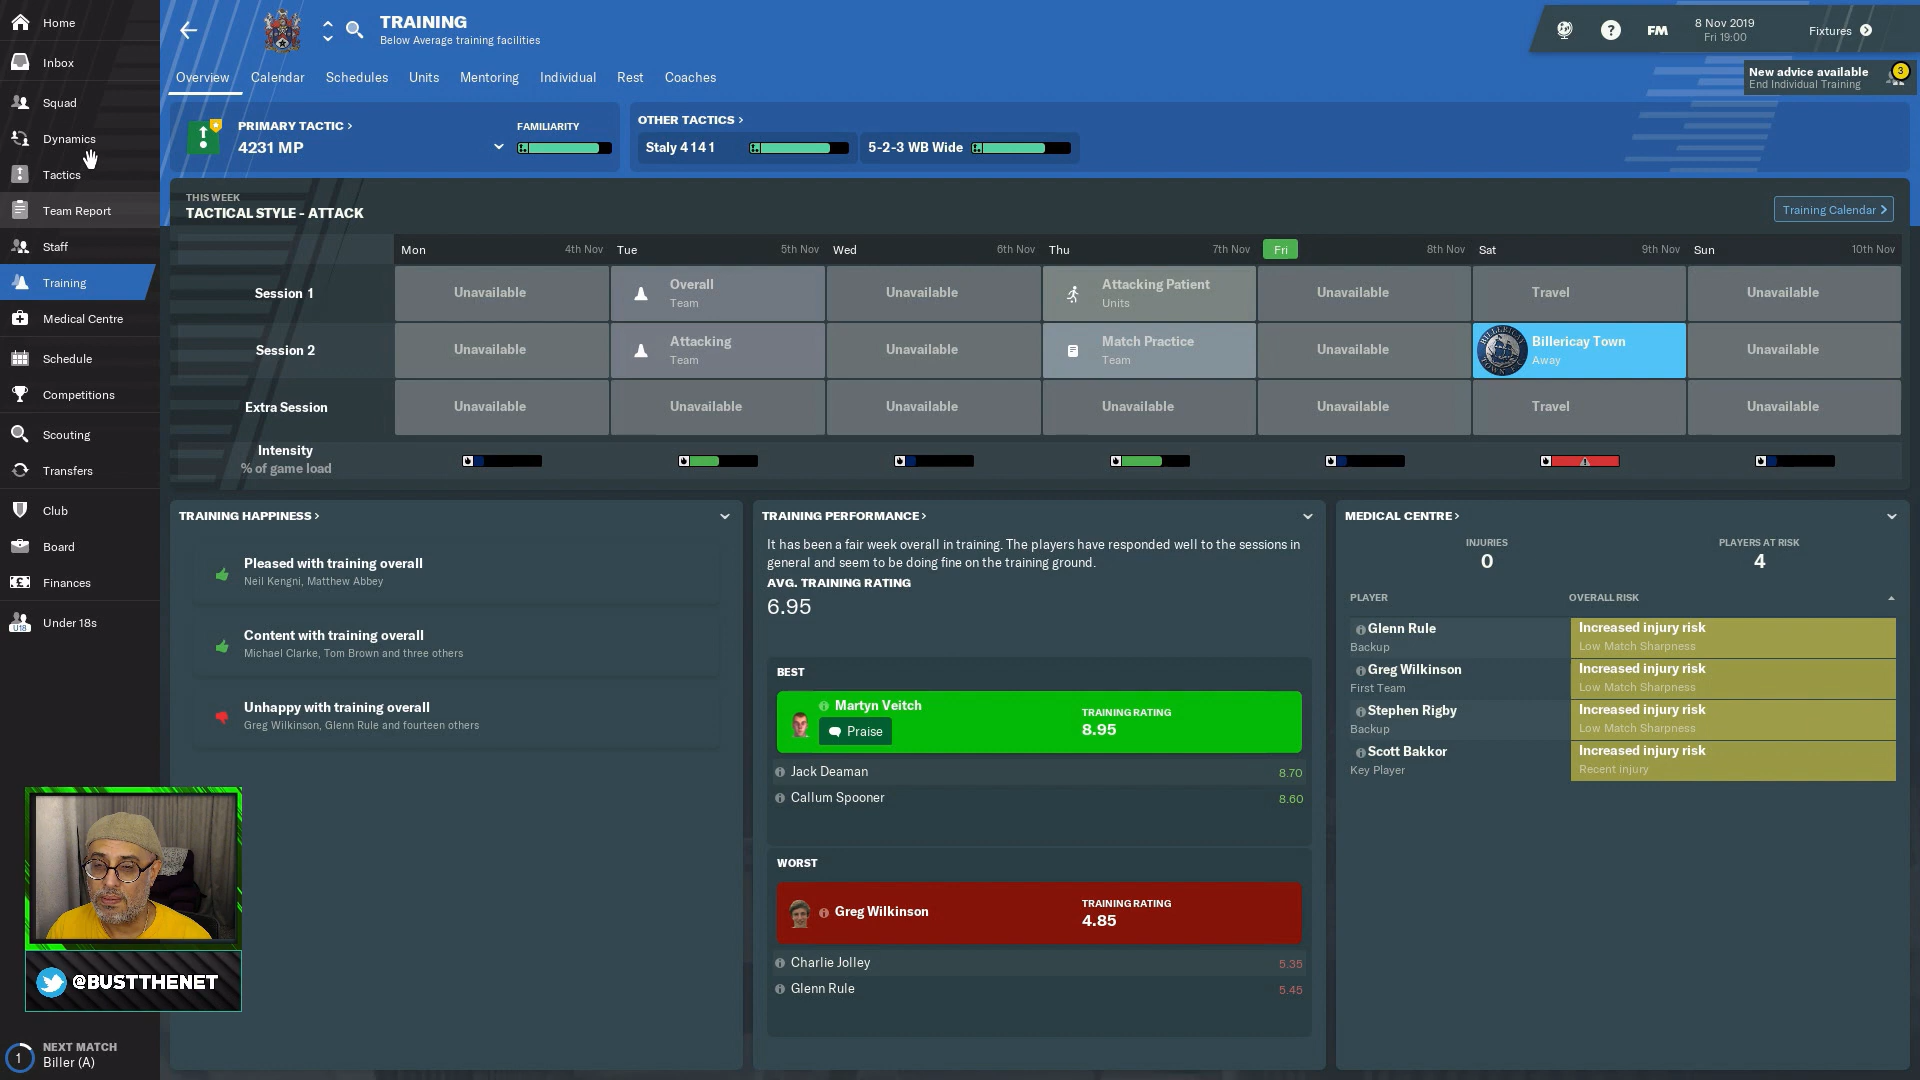 Home
Inbox
Squad
Dynamics
Tactics
Team Report
Staff
Training
Medical Centre
Schedule
Competitions
Scouting
Transfers
Club
Board
Finances
U18
Under 18s
TRAINING
Below Average training facilities
? FM
8 Nov 2019
Fri 19:00
Fixtures
Overview Calendar Schedules Units Mentoring Individual Rest Coaches
New advice available 3
End Individual Training
PRIMARY TACTIC >
4231 MP
FAMILIARITY
OTHER TACTICS >
Staly 4 1 4 1
5-2-3 WB Wide
THIS WEEK
TACTICAL STYLE - ATTACK
Training Calendar >
Mon 4th Nov Tue 5th Nov Wed 6th Nov Thu 7th Nov Fri 8th Nov Sat 9th Nov Sun 10th Nov
Session 1
Unavailable
Overall
Team
Unavailable
Attacking Patient
Units
Unavailable
Travel
Unavailable
Session 2
Unavailable
Attacking
Team
Unavailable
Match Practice
Team
Unavailable
Billericay Town
Away
Unavailable
Extra Session
Unavailable Unavailable Unavailable Unavailable Unavailable Travel Unavailable
Intensity
% of game load
TRAINING HAPPINESS >
Pleased with training overall
Neil Kengni, Matthew Abbey
Content with training overall
Michael Clarke, Tom Brown and three others
Unhappy with training overall
Greg Wilkinson, Glenn Rule and fourteen others
TRAINING PERFORMANCE >
It has been a fair week overall in training. The players have responded well to the sessions in
general and seem to be doing fine on the training ground.
AVG. TRAINING RATING
6.95
BEST
Martyn Veitch
Praise
TRAINING RATING
8.95
Jack Deaman 8.70
Callum Spooner 8.60
WORST
Greg Wilkinson
TRAINING RATING
4.85
Charlie Jolley 5.35
Glenn Rule 5.45
MEDICAL CENTRE >
INJURIES
0
PLAYERS AT RISK
4
PLAYER OVERALL RISK
Glenn Rule
Backup
Increased injury risk
Low Match Sharpness
Greg Wilkinson
First Team
Increased injury risk
Low Match Sharpness
Stephen Rigby
Backup
Increased injury risk
Low Match Sharpness
Scott Bakkor
Key Player
Increased injury risk
Recent injury
@BUSTTHENET
1
NEXT MATCH
Biller (A)